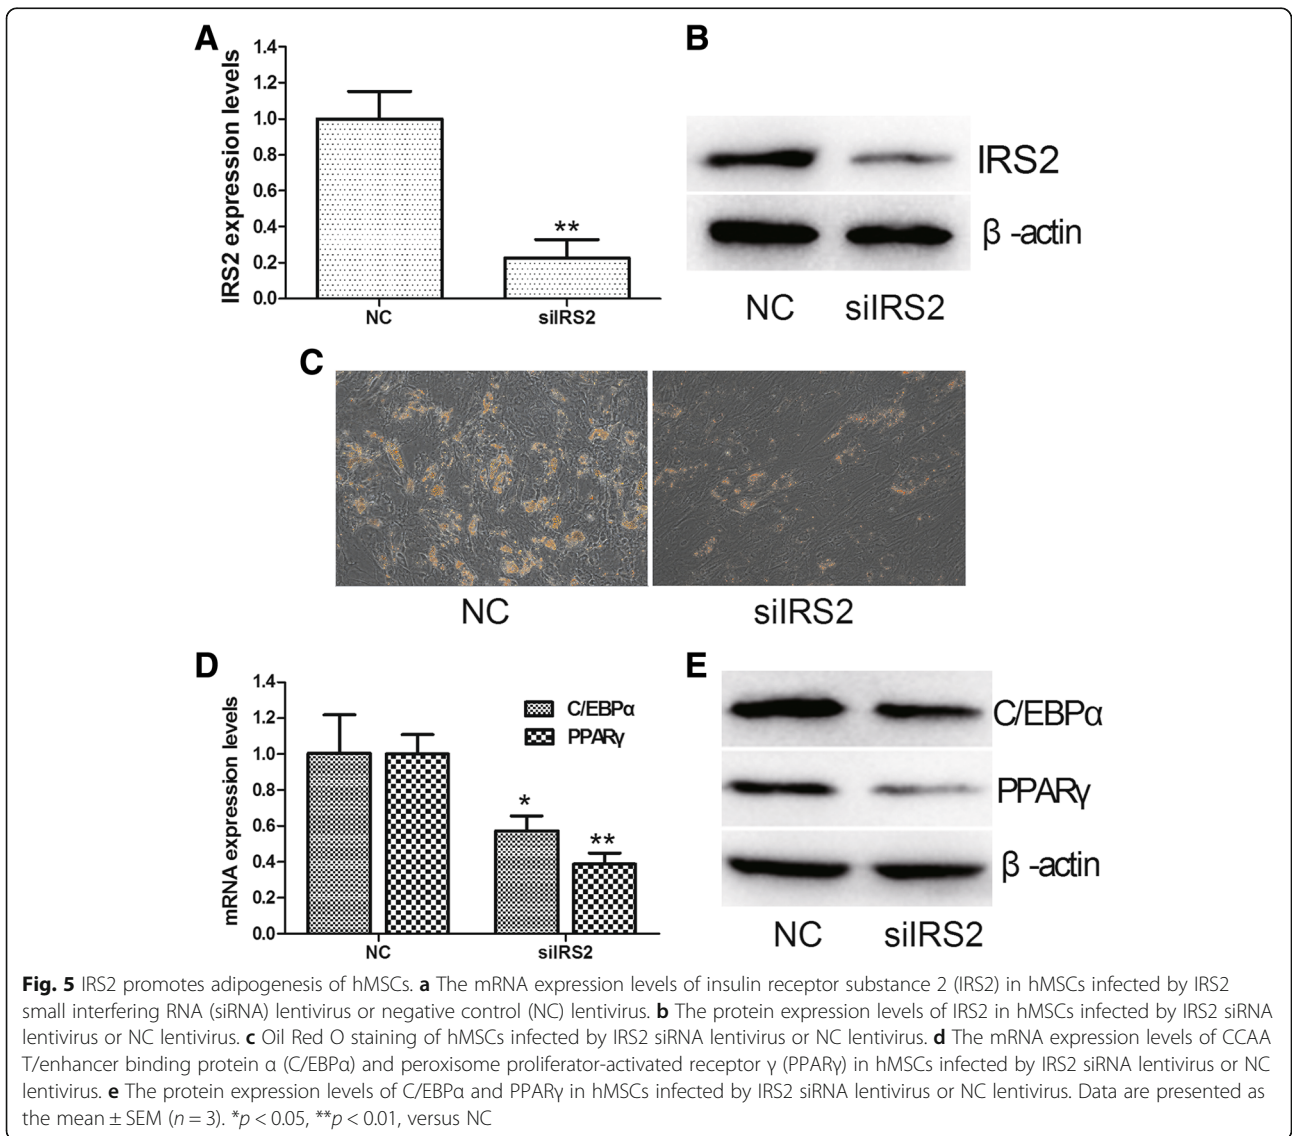 A
IRS2 expression levels
1.4
1.2
1.0
0.8
0.6
0.4
0.2
0.0
**
NC
siIRS2
B
IRS2
β -actin
NC
siIRS2
C
NC
siIRS2
D
mRNA expression levels
1.4
1.2
1.0
0.8
0.6
0.4
0.2
0.0
C/EBPα
PPARγ
*
**
NC
siIRS2
E
C/EBPα
PPARγ
β -actin
NC
siIRS2
Fig. 5 IRS2 promotes adipogenesis of hMSCs. a The mRNA expression levels of insulin receptor substance 2 (IRS2) in hMSCs infected by IRS2
small interfering RNA (siRNA) lentivirus or negative control (NC) lentivirus. b The protein expression levels of IRS2 in hMSCs infected by IRS2 siRNA
lentivirus or NC lentivirus. c Oil Red O staining of hMSCs infected by IRS2 siRNA lentivirus or NC lentivirus. d The mRNA expression levels of CCAA
T/enhancer binding protein α (C/EBPα) and peroxisome proliferator-activated receptor γ (PPARγ) in hMSCs infected by IRS2 siRNA lentivirus or NC
lentivirus. e The protein expression levels of C/EBPα and PPARγ in hMSCs infected by IRS2 siRNA lentivirus or NC lentivirus. Data are presented as
the mean ± SEM (n = 3). *p < 0.05, **p < 0.01, versus NC